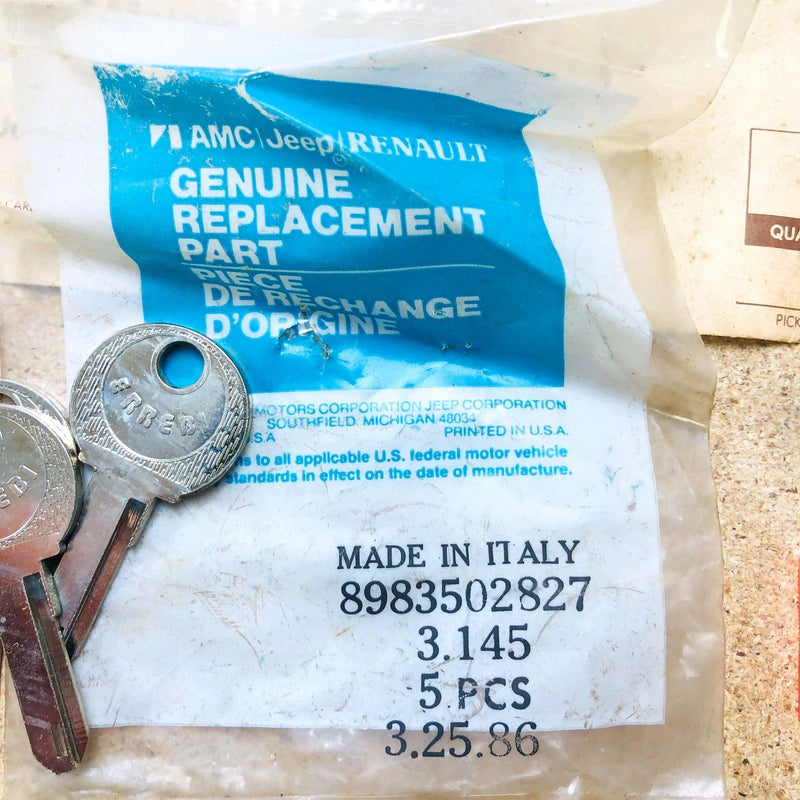 AMC|Jeep|RENAULT
GENUINE
REPLACEMENT
PART
PIECE
DE RECHANGE
D'ORIGINE
MOTORS CORPORATION JEEP CORPORATION
SOUTHFIELD, MICHIGAN 48034
PRINTED IN U.S.A.
to all applicable U.S. federal motor vehicle
standards in effect on the date of manufacture.
MADE IN ITALY
8983502827
3.145
5 PCS
3.25.86
ERREBI
QUA
PICK